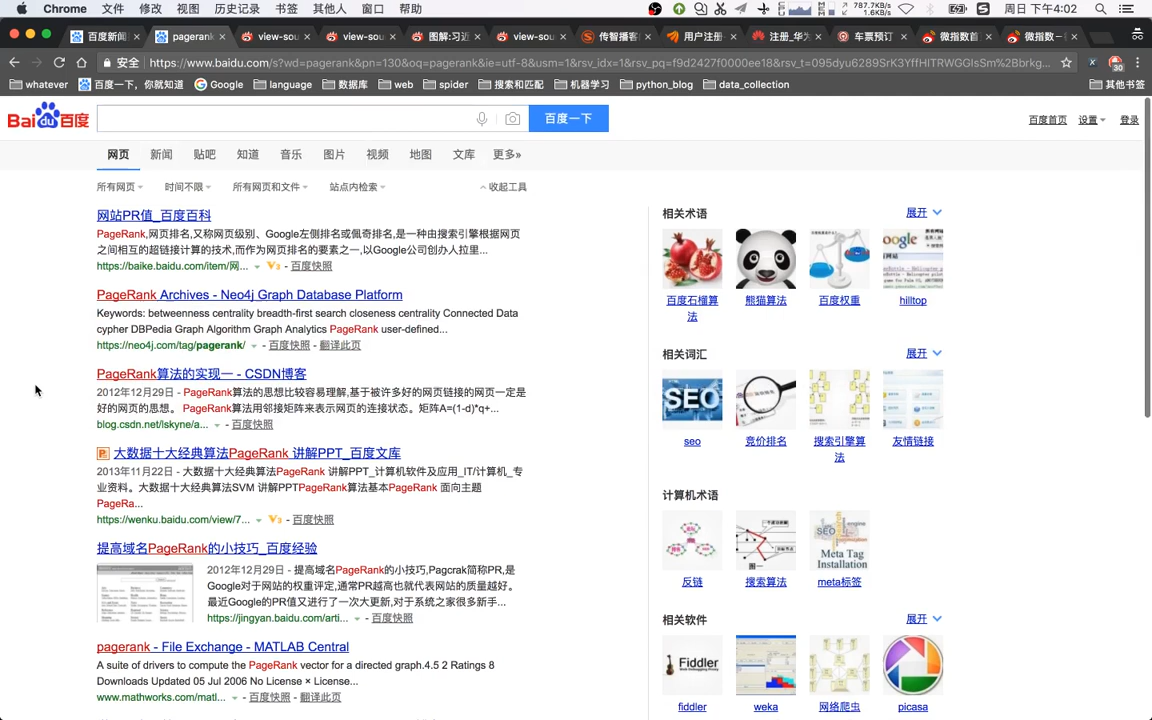 Chrome 文件 修改 视图 历史记录 书签 其他人 窗口 帮助 787.7KB/s 1.6KB/s 周日 下午4:02
百度新闻 pagerank view-sou view-sou 图解:习近 view-sou 传智播客 用户注册- 注册_华为 车票预订 微指数首 微指数 –
安全 https://www.baidu.com/s?wd=pagerank&pn=130&oq=pagerank&ie=utf-8&usm=1&rsv_idx=1&rsv_pq=f9d2427f0000ee18&rsv_t=095dyu6289SrK3YffHITRWGGIsSm%2Bbrkg... 30
whatever 百度一下，你就知道 Google language 数据库 web spider 搜索和匹配 机器学习 python_blog data_collection 其他书签
Bai du 百度 百度一下 百度首页 设置 登录
网页 新闻 贴吧 知道 音乐 图片 视频 地图 文库 更多»
所有网页 时间不限 所有网页和文件 站点内检索 收起工具
网站PR值_百度百科
PageRank,网页排名,又称网页级别、Google左侧排名或佩奇排名,是一种由搜索引擎根据网页
之间相互的超链接计算的技术,而作为网页排名的要素之一,以Google公司创办人拉里...
https://baike.baidu.com/item/网... V3 - 百度快照
PageRank Archives - Neo4j Graph Database Platform
Keywords: betweenness centrality breadth-first search closeness centrality Connected Data
cypher DBPedia Graph Algorithm Graph Analytics PageRank user-defined...
https://neo4j.com/tag/pagerank/ - 百度快照 - 翻译此页
PageRank算法的实现一 - CSDN博客
2012年12月29日 - PageRank算法的思想比较容易理解,基于被许多好的网页链接的网页一定是
好的网页的思想。 PageRank算法用邻接矩阵来表示网页的连接状态。矩阵A=(1-d)*q+...
blog.csdn.net/lskyne/a... - 百度快照
大数据十大经典算法PageRank 讲解PPT_百度文库
2013年11月22日 - 大数据十大经典算法PageRank 讲解PPT_计算机软件及应用_IT/计算机_专
业资料。大数据十大经典算法SVM 讲解PPTPageRank算法基本PageRank 面向主题
PageRa...
https://wenku.baidu.com/view/7... V3 - 百度快照
提高域名PageRank的小技巧_百度经验
2012年12月29日 - 提高域名PageRank的小技巧,Pagcrak简称PR,是
Google对于网站的权重评定,通常PR越高也就代表网站的质量越好。
最近Google的PR值又进行了一次大更新,对于系统之家很多新手...
https://jingyan.baidu.com/arti... - 百度快照
pagerank - File Exchange - MATLAB Central
A suite of drivers to compute the PageRank vector for a directed graph.4.5 2 Ratings 8
Downloads Updated 05 Jul 2006 No License × License...
www.mathworks.com/matl... - 百度快照 - 翻译此页
相关术语 展开
百度石榴算
法
熊猫算法
百度权重
hilltop
相关词汇 展开
SEO
seo
竞价排名
搜索引擎算
法
友情链接
计算机术语
SEO
Meta Tag
Installation
反链
搜索算法
meta标签
相关软件 展开
Fiddler
fiddler
weka
网络爬虫
picasa